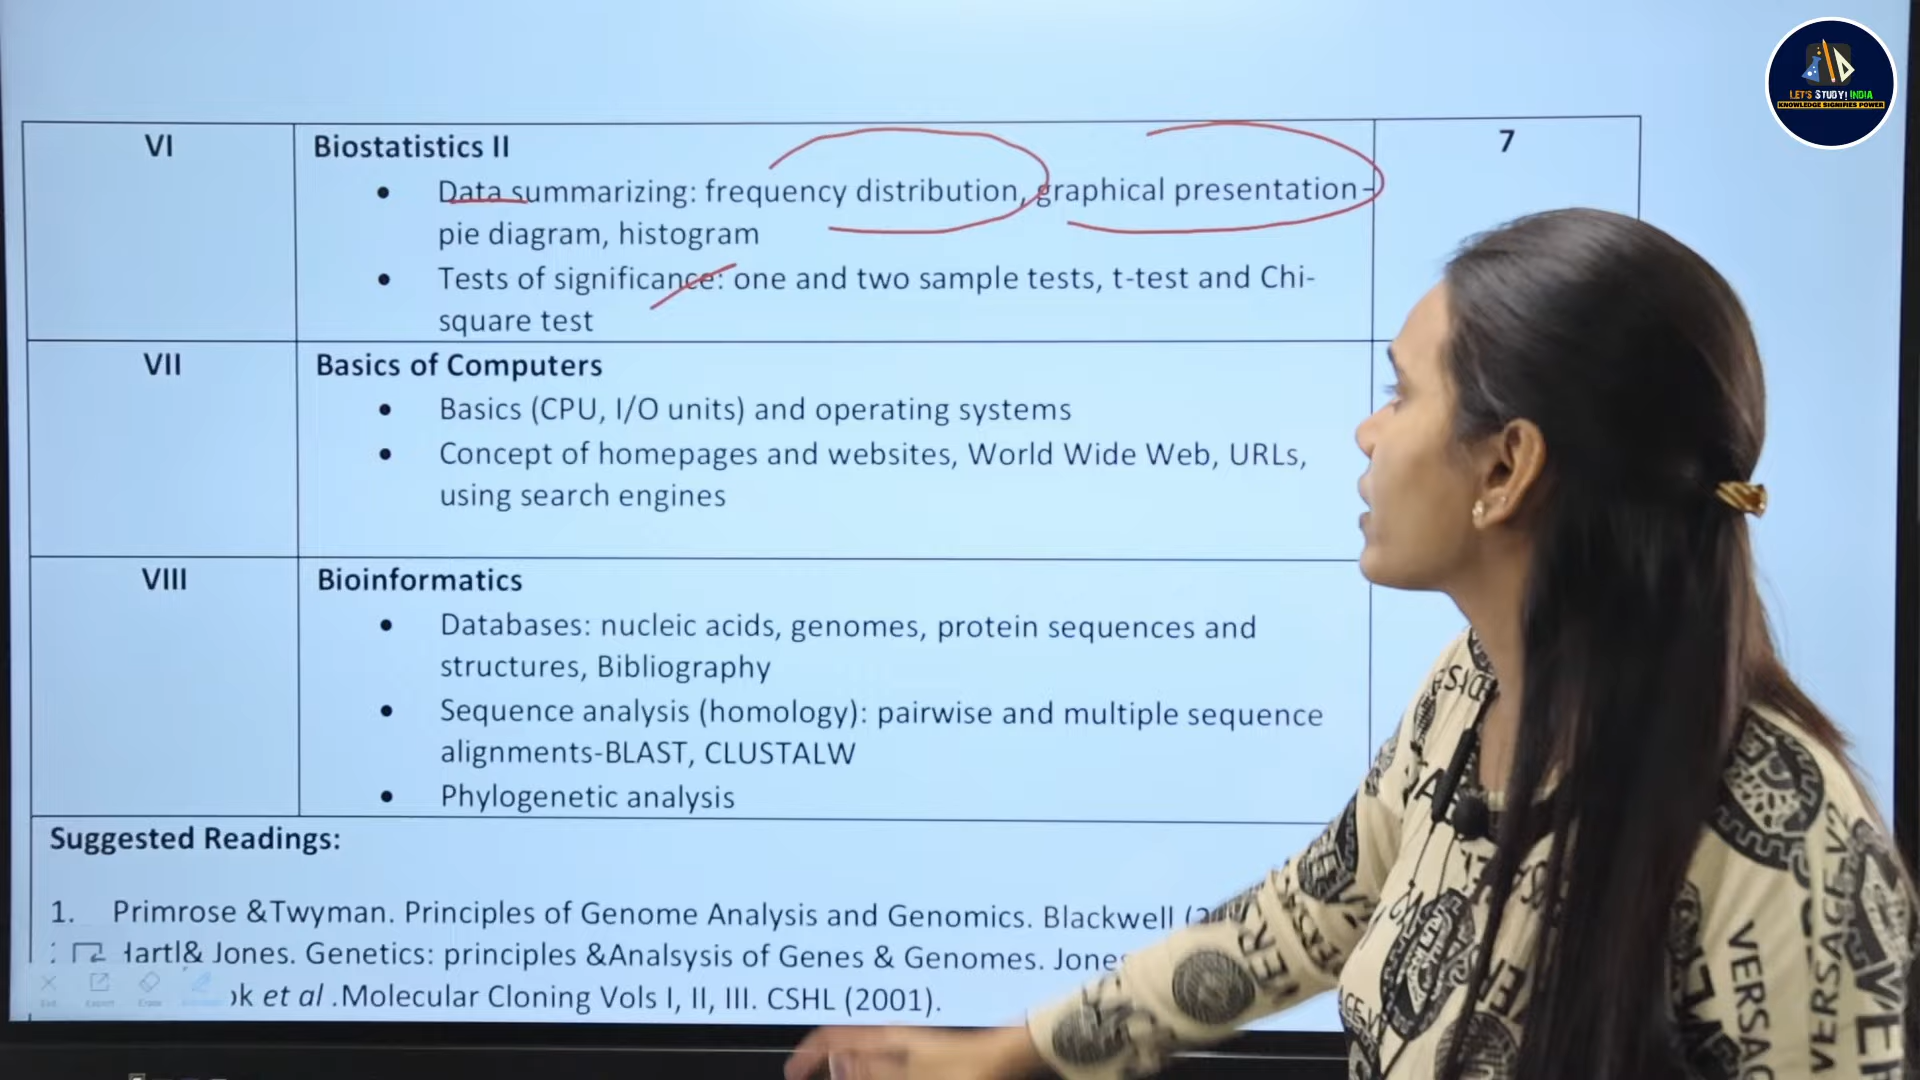 LET'S STUDY! INDIA
KNOWLEDGE SIGNIFIES POWER
VI
Biostatistics II
7
• Data summarizing: frequency distribution, graphical presentation-
pie diagram, histogram
• Tests of significance: one and two sample tests, t-test and Chi-
square test
VII
Basics of Computers
• Basics (CPU, I/O units) and operating systems
• Concept of homepages and websites, World Wide Web, URLs,
using search engines
VIII
Bioinformatics
• Databases: nucleic acids, genomes, protein sequences and
structures, Bibliography
• Sequence analysis (homology): pairwise and multiple sequence
alignments-BLAST, CLUSTALW
• Phylogenetic analysis
Suggested Readings:
1. Primrose &Twyman. Principles of Genome Analysis and Genomics. Blackwell
& Jones. Genetics: principles &Analsysis of Genes & Genomes.
et al .Molecular Cloning Vols I, II, III. CSHL (2001).
VERSACE